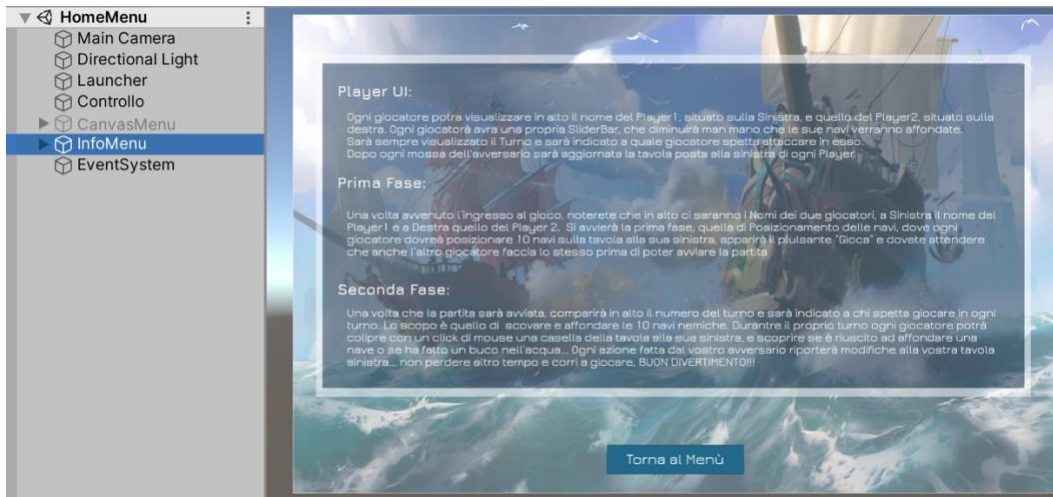 HomeMenu
Main Camera
Directional Light
Launcher
Controllo
CanvasMenu
InfoMenu
EventSystem
Player UI:
Ogni giocatore potra visualizzare in alto il nome del Player1, situato sulla Sinistra, e quello del Player2, situato sulla
destra. Ogni giocatorà avra una propria SliderBar, che diminuirà man mano che le sue navi verranno affondate.
Sarà sempre visualizzato il Turno e sarà indicato a quale giocatore spetta attaccare in esso.
Dopo ogni mossa dell'avversario sarà aggiornata la tavola posta alla sinistra di ogni Player.
Prima Fase:
Una volta avvenuto l'ingresso al gioco, noterete che in alto ci saranno i Nomi dei due giocatori, a Sinistra il nome del
Player1 e a Destra quello del Player 2. Si avvierà la prima fase, quella di Posizionamento delle navi, dove ogni
giocatore dovreà posizionare 10 navi sulla tavola alla sua sinistra, apparirà il plulsante "Gioca" e dovete attendere
che anche l'altro giocatore faccia lo stesso prima di poter avviare la partita
Seconda Fase:
Una volta che la partita sarà avviata, comparirà in alto il numero del turno e sarà indicato a chi spetta giocare in ogni
turno. Lo scopo è quello di scovare e affondare le 10 navi nemiche. Durantre il proprio turno ogni giocatore potrà
colipre con un click di mouse una casella della tavola alla sua sinistra, e scoprire se è riuscito ad affondare una
nave o se ha fatto un buco nell'acqua... Ogni azione fatta dal vostro avversario riporterà modifiche alla vostra tavola
sinistra... non perdere altro tempo e corri a giocare, BUON DIVERTIMENTO!!!
Torna al Menù